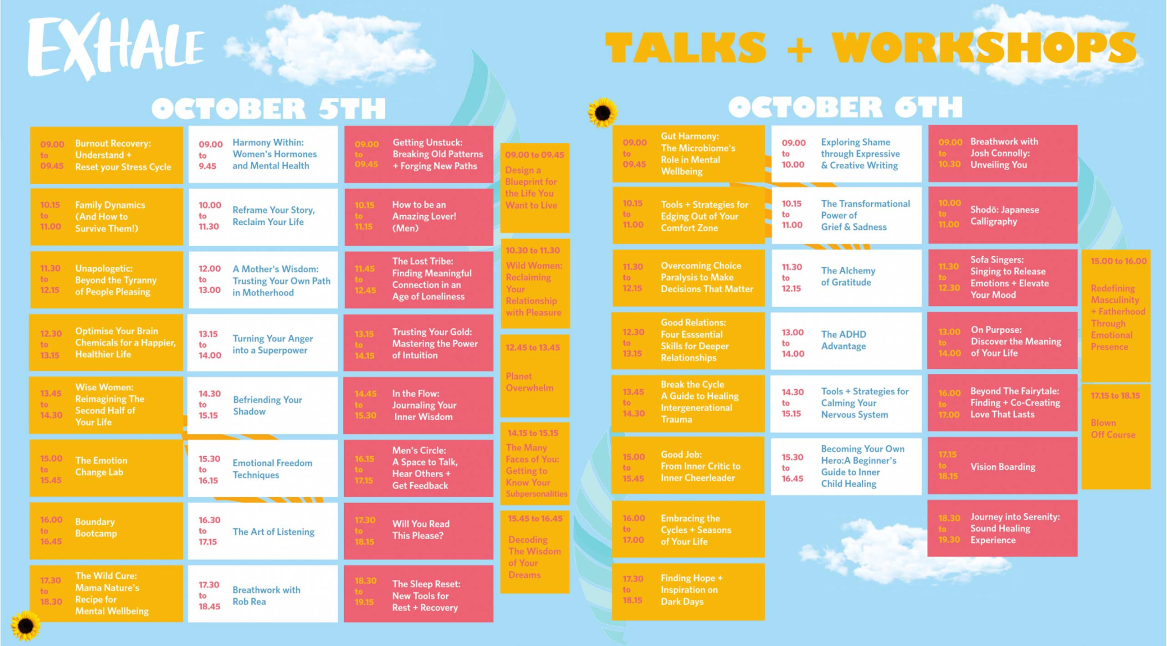 EXHALE
TALKS + WORKSHOPS
OCTOBER 5TH
09.00
to
09.45
Burnout Recovery:
Understand +
Reset your Stress Cycle
10.15
to
11.00
Family Dynamics
(And How to
Survive Them!)
11.30
to
12.15
Unapologetic:
Beyond the Tyranny
of People Pleasing
12.30
to
13.15
Optimise Your Brain
Chemicals for a Happier,
Healthier Life
13.45
to
14.30
Wise Women:
Reimagining The
Second Half of
Your Life
15.00
to
15.45
The Emotion
Change Lab
16.00
to
16.45
Boundary
Bootcamp
17.30
to
18.30
The Wild Cure:
Mama Nature's
Recipe for
Mental Wellbeing
09.00
to
9.45
Harmony Within:
Women's Hormones
and Mental Health
10.00
to
11.30
Reframe Your Story,
Reclaim Your Life
12.00
to
13.00
A Mother's Wisdom:
Trusting Your Own Path
in Motherhood
13.15
to
14.00
Turning Your Anger
into a Superpower
14.30
to
15.15
Befriending Your
Shadow
15.30
to
16.15
Emotional Freedom
Techniques
16.30
to
17.15
The Art of Listening
17.30
to
18.45
Breathwork with
Rob Rea
09.00
to
09.45
Getting Unstuck:
Breaking Old Patterns
+ Forging New Paths
10.15
to
11.15
How to be an
Amazing Lover!
(Men)
11.45
to
12.45
The Lost Tribe:
Finding Meaningful
Connection in an
Age of Loneliness
13.15
to
14.15
Trusting Your Gold:
Mastering the Power
of Intuition
14.45
to
15.30
In the Flow:
Journaling Your
Inner Wisdom
16.15
to
17.15
Men's Circle:
A Space to Talk,
Hear Others +
Get Feedback
17.30
to
18.15
Will You Read
This Please?
18.30
to
19.15
The Sleep Reset:
New Tools for
Rest + Recovery
09.00 to 09.45
Design a
Blueprint for
the Life You
Want to Live
10.30 to 11.30
Wild Women:
Reclaiming
Your
Relationship
with Pleasure
12.45 to 13.45
Planet
Overwhelm
14.15 to 15.15
The Many
Faces of You:
Getting to
Know Your
Subpersonalities
15.45 to 16.45
Decoding
The Wisdom
of Your
Dreams
OCTOBER 6TH
09.00
to
09.45
Gut Harmony:
The Microbiome's
Role in Mental
Wellbeing
10.15
to
11.00
Tools + Strategies for
Edging Out of Your
Comfort Zone
11.30
to
12.15
Overcoming Choice
Paralysis to Make
Decisions That Matter
12.30
to
13.15
Good Relations:
Four Esssential
Skills for Deeper
Relationships
13.45
to
14.30
Break the Cycle
A Guide to Healing
Intergenerational
Trauma
15.00
to
15.45
Good Job:
From Inner Critic to
Inner Cheerleader
16.00
to
17.00
Embracing the
Cycles + Seasons
of Your Life
17.30
to
18.15
Finding Hope +
Inspiration on
Dark Days
09.00
to
10.00
Exploring Shame
through Expressive
& Creative Writing
10.15
to
11.00
The Transformational
Power of
Grief & Sadness
11.30
to
12.15
The Alchemy
of Gratitude
13.00
to
14.00
The ADHD
Advantage
14.30
to
15.15
Tools + Strategies for
Calming Your
Nervous System
15.30
to
16.45
Becoming Your Own
Hero:A Beginner's
Guide to Inner
Child Healing
09.00
to
10.30
Breathwork with
Josh Connolly:
Unveiling You
10.00
to
11.00
Shodō: Japanese
Calligraphy
11.30
to
12.30
Sofa Singers:
Singing to Release
Emotions + Elevate
Your Mood
13.00
to
14.00
On Purpose:
Discover the Meaning
of Your Life
16.00
to
17.00
Beyond The Fairytale:
Finding + Co-Creating
Love That Lasts
17.15
to
18.15
Vision Boarding
18.30
to
19.30
Journey into Serenity:
Sound Healing
Experience
15.00 to 16.00
Redefining
Masculinity
+ Fatherhood
Through
Emotional
Presence
17.15 to 18.15
Blown
Off Course